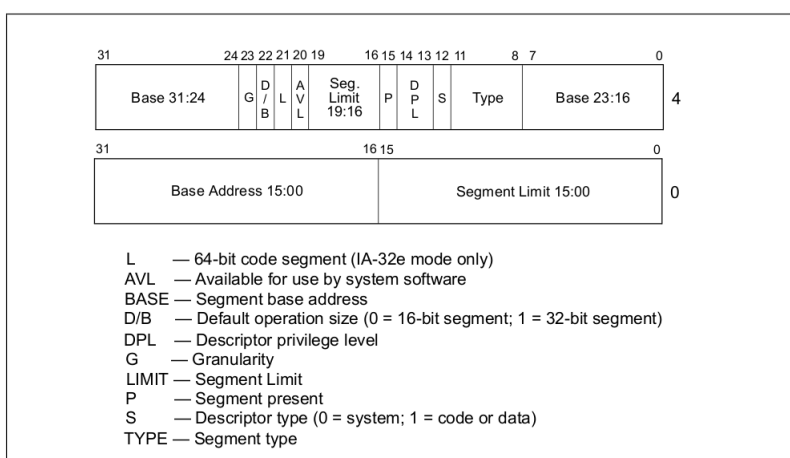 31 24 23 22 21 20 19 16 15 14 13 12 11 8 7 0
Base 31:24 G D/B L AVL Seg. Limit 19:16 P DPL S Type Base 23:16 4
31 16 15 0
Base Address 15:00 Segment Limit 15:00 0
L — 64-bit code segment (IA-32e mode only)
AVL — Available for use by system software
BASE — Segment base address
D/B — Default operation size (0 = 16-bit segment; 1 = 32-bit segment)
DPL — Descriptor privilege level
G — Granularity
LIMIT — Segment Limit
P — Segment present
S — Descriptor type (0 = system; 1 = code or data)
TYPE — Segment type